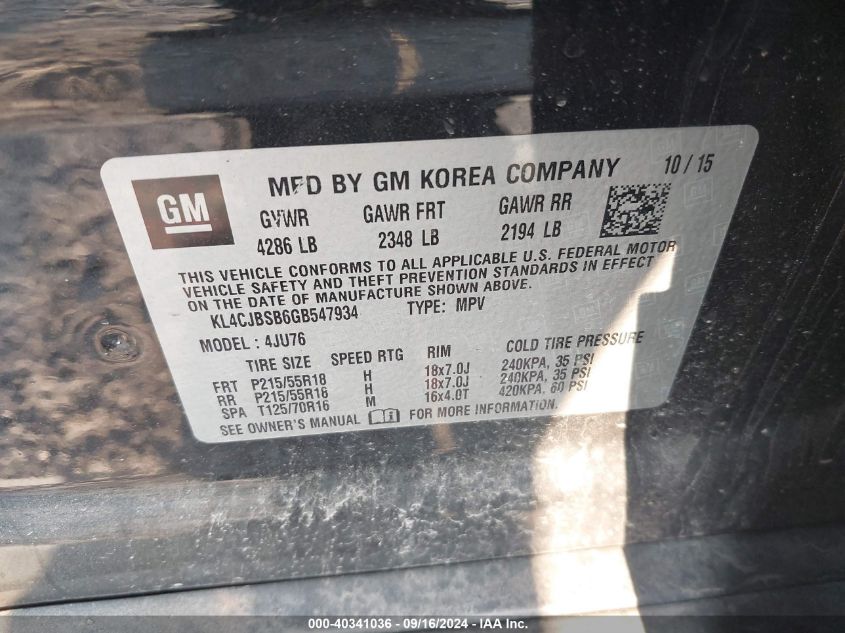 GM
MFD BY GM KOREA COMPANY 10 / 15
GVWR GAWR FRT GAWR RR
4286 LB 2348 LB 2194 LB
THIS VEHICLE CONFORMS TO ALL APPLICABLE U.S. FEDERAL MOTOR
VEHICLE SAFETY AND THEFT PREVENTION STANDARDS IN EFFECT
ON THE DATE OF MANUFACTURE SHOWN ABOVE.
KL4CJBSB6GB547934 TYPE: MPV
MODEL : 4JU76
TIRE SIZE SPEED RTG RIM COLD TIRE PRESSURE
FRT P215/55R18 H 18x7.0J 240KPA, 35 PSI
RR P215/55R18 H 18x7.0J 240KPA, 35 PSI
SPA T125/70R16 M 16x4.0T 420KPA, 60 PSI
SEE OWNER'S MANUAL FOR MORE INFORMATION.
000-40341036 - 09/16/2024 - IAA Inc.